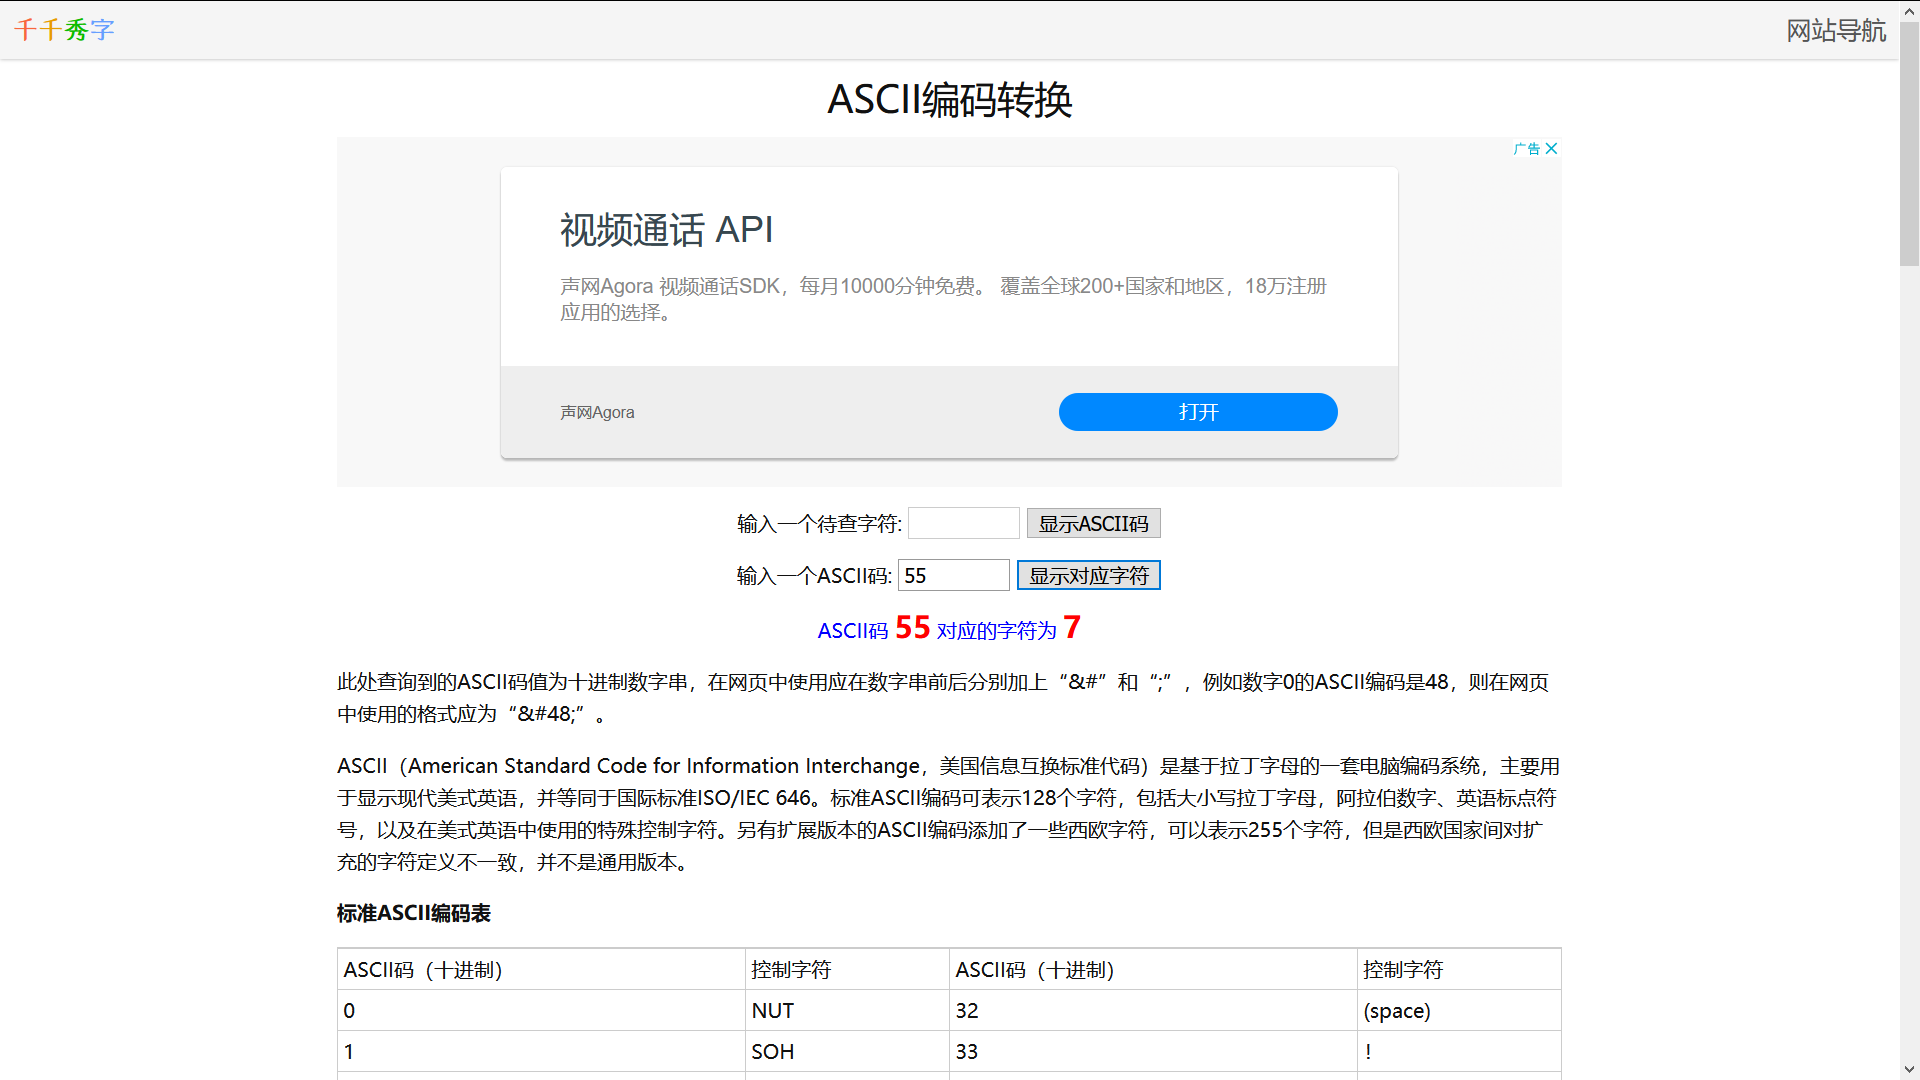 千千秀字
网站导航
ASCII编码转换
广告
视频通话 API
声网Agora 视频通话SDK，每月10000分钟免费。 覆盖全球200+国家和地区，18万注册
应用的选择。
声网Agora
打开
输入一个待查字符: 显示ASCII码
输入一个ASCII码: 55 显示对应字符
ASCII码 55 对应的字符为 7
此处查询到的ASCII码值为十进制数字串，在网页中使用应在数字串前后分别加上“&#”和“;”，例如数字0的ASCII编码是48，则在网页
中使用的格式应为“&#48;”。
ASCII（American Standard Code for Information Interchange，美国信息互换标准代码）是基于拉丁字母的一套电脑编码系统，主要用
于显示现代美式英语，并等同于国际标准ISO/IEC 646。标准ASCII编码可表示128个字符，包括大小写拉丁字母，阿拉伯数字、英语标点符
号，以及在美式英语中使用的特殊控制字符。另有扩展版本的ASCII编码添加了一些西欧字符，可以表示255个字符，但是西欧国家间对扩
充的字符定义不一致，并不是通用版本。
标准ASCII编码表
ASCII码（十进制） 控制字符 ASCII码（十进制） 控制字符
0 NUT 32 (space)
1 SOH 33 !